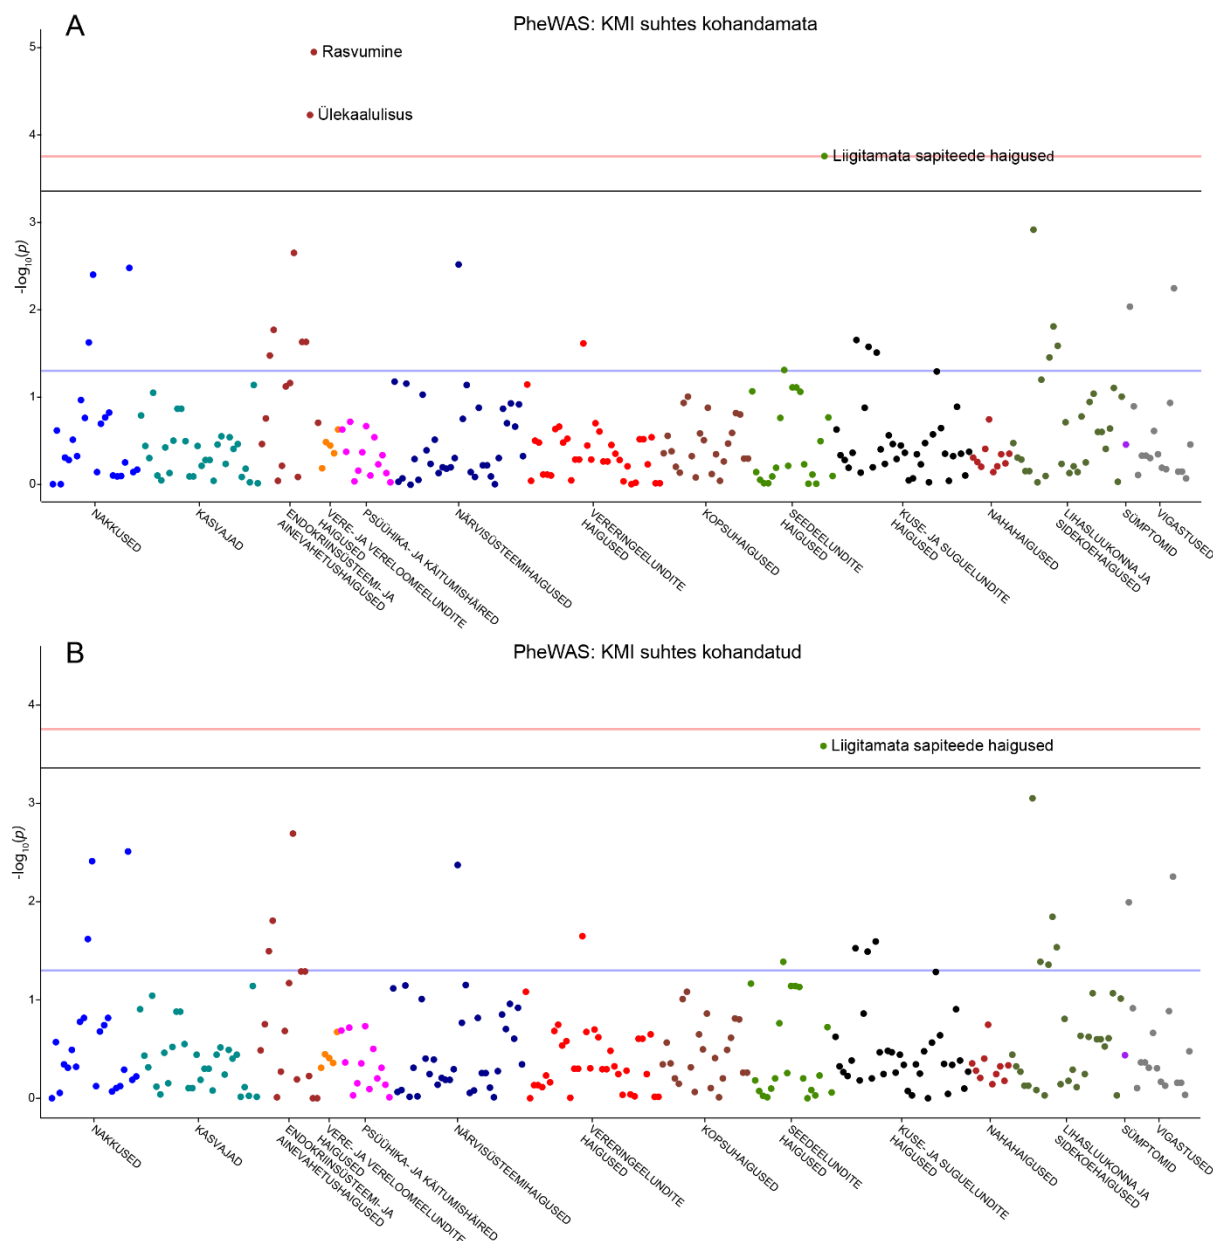 A
PheWAS: KMI suhtes kohandamata
5
Rasvumine
Ülekaalulisus
4
Liigitamata sapiteede haigused
3
-log10(p)
2
1
0
NAKKUSED
KASVAJAD
ENDOKRIINSÜSTEEMI- JA
AINEVAHETUSHAIGUSED
VERE- JA VERELOOMEELUNDITE
HAIGUSED
PSÜÜHIKA- JA KÄITUMISHÄIRED
NÄRVISÜSTEEMIHAIGUSED
VERERINGEELUNDITE
HAIGUSED
KOPSUHAIGUSED
SEEDEELUNDITE
HAIGUSED
KUSE- JA SUGUELUNDITE
HAIGUSED
NAHAHAIGUSED
LIHASLUUKONNA JA
SIDEKOEHAIGUSED
SÜMPTOMID
VIGASTUSED
B
PheWAS: KMI suhtes kohandatud
4
Liigitamata sapiteede haigused
3
-log10(p)
2
1
0
NAKKUSED
KASVAJAD
ENDOKRIINSÜSTEEMI- JA
AINEVAHETUSHAIGUSED
VERE- JA VERELOOMEELUNDITE
HAIGUSED
PSÜÜHIKA- JA KÄITUMISHÄIRED
NÄRVISÜSTEEMIHAIGUSED
VERERINGEELUNDITE
HAIGUSED
KOPSUHAIGUSED
SEEDEELUNDITE
HAIGUSED
KUSE- JA SUGUELUNDITE
HAIGUSED
NAHAHAIGUSED
LIHASLUUKONNA JA
SIDEKOEHAIGUSED
SÜMPTOMID
VIGASTUSED